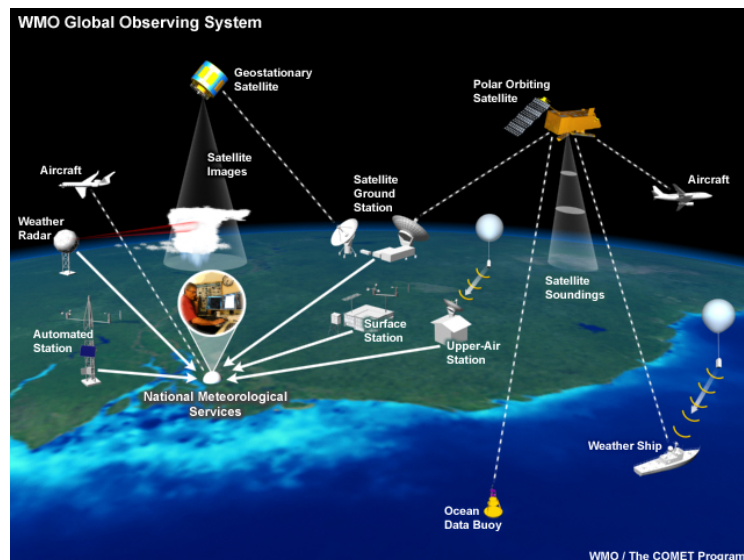 WMO Global Observing System
Geostationary
Satellite
Polar Orbiting
Satellite
Satellite
Images
Aircraft
Satellite
Ground
Station
Aircraft
Weather
Radar
Satellite
Soundings
Automated
Station
Surface
Station
Upper-Air
Station
National Meteorological
Services
Weather Ship
Ocean
Data Buoy
WMO / The COMET Program